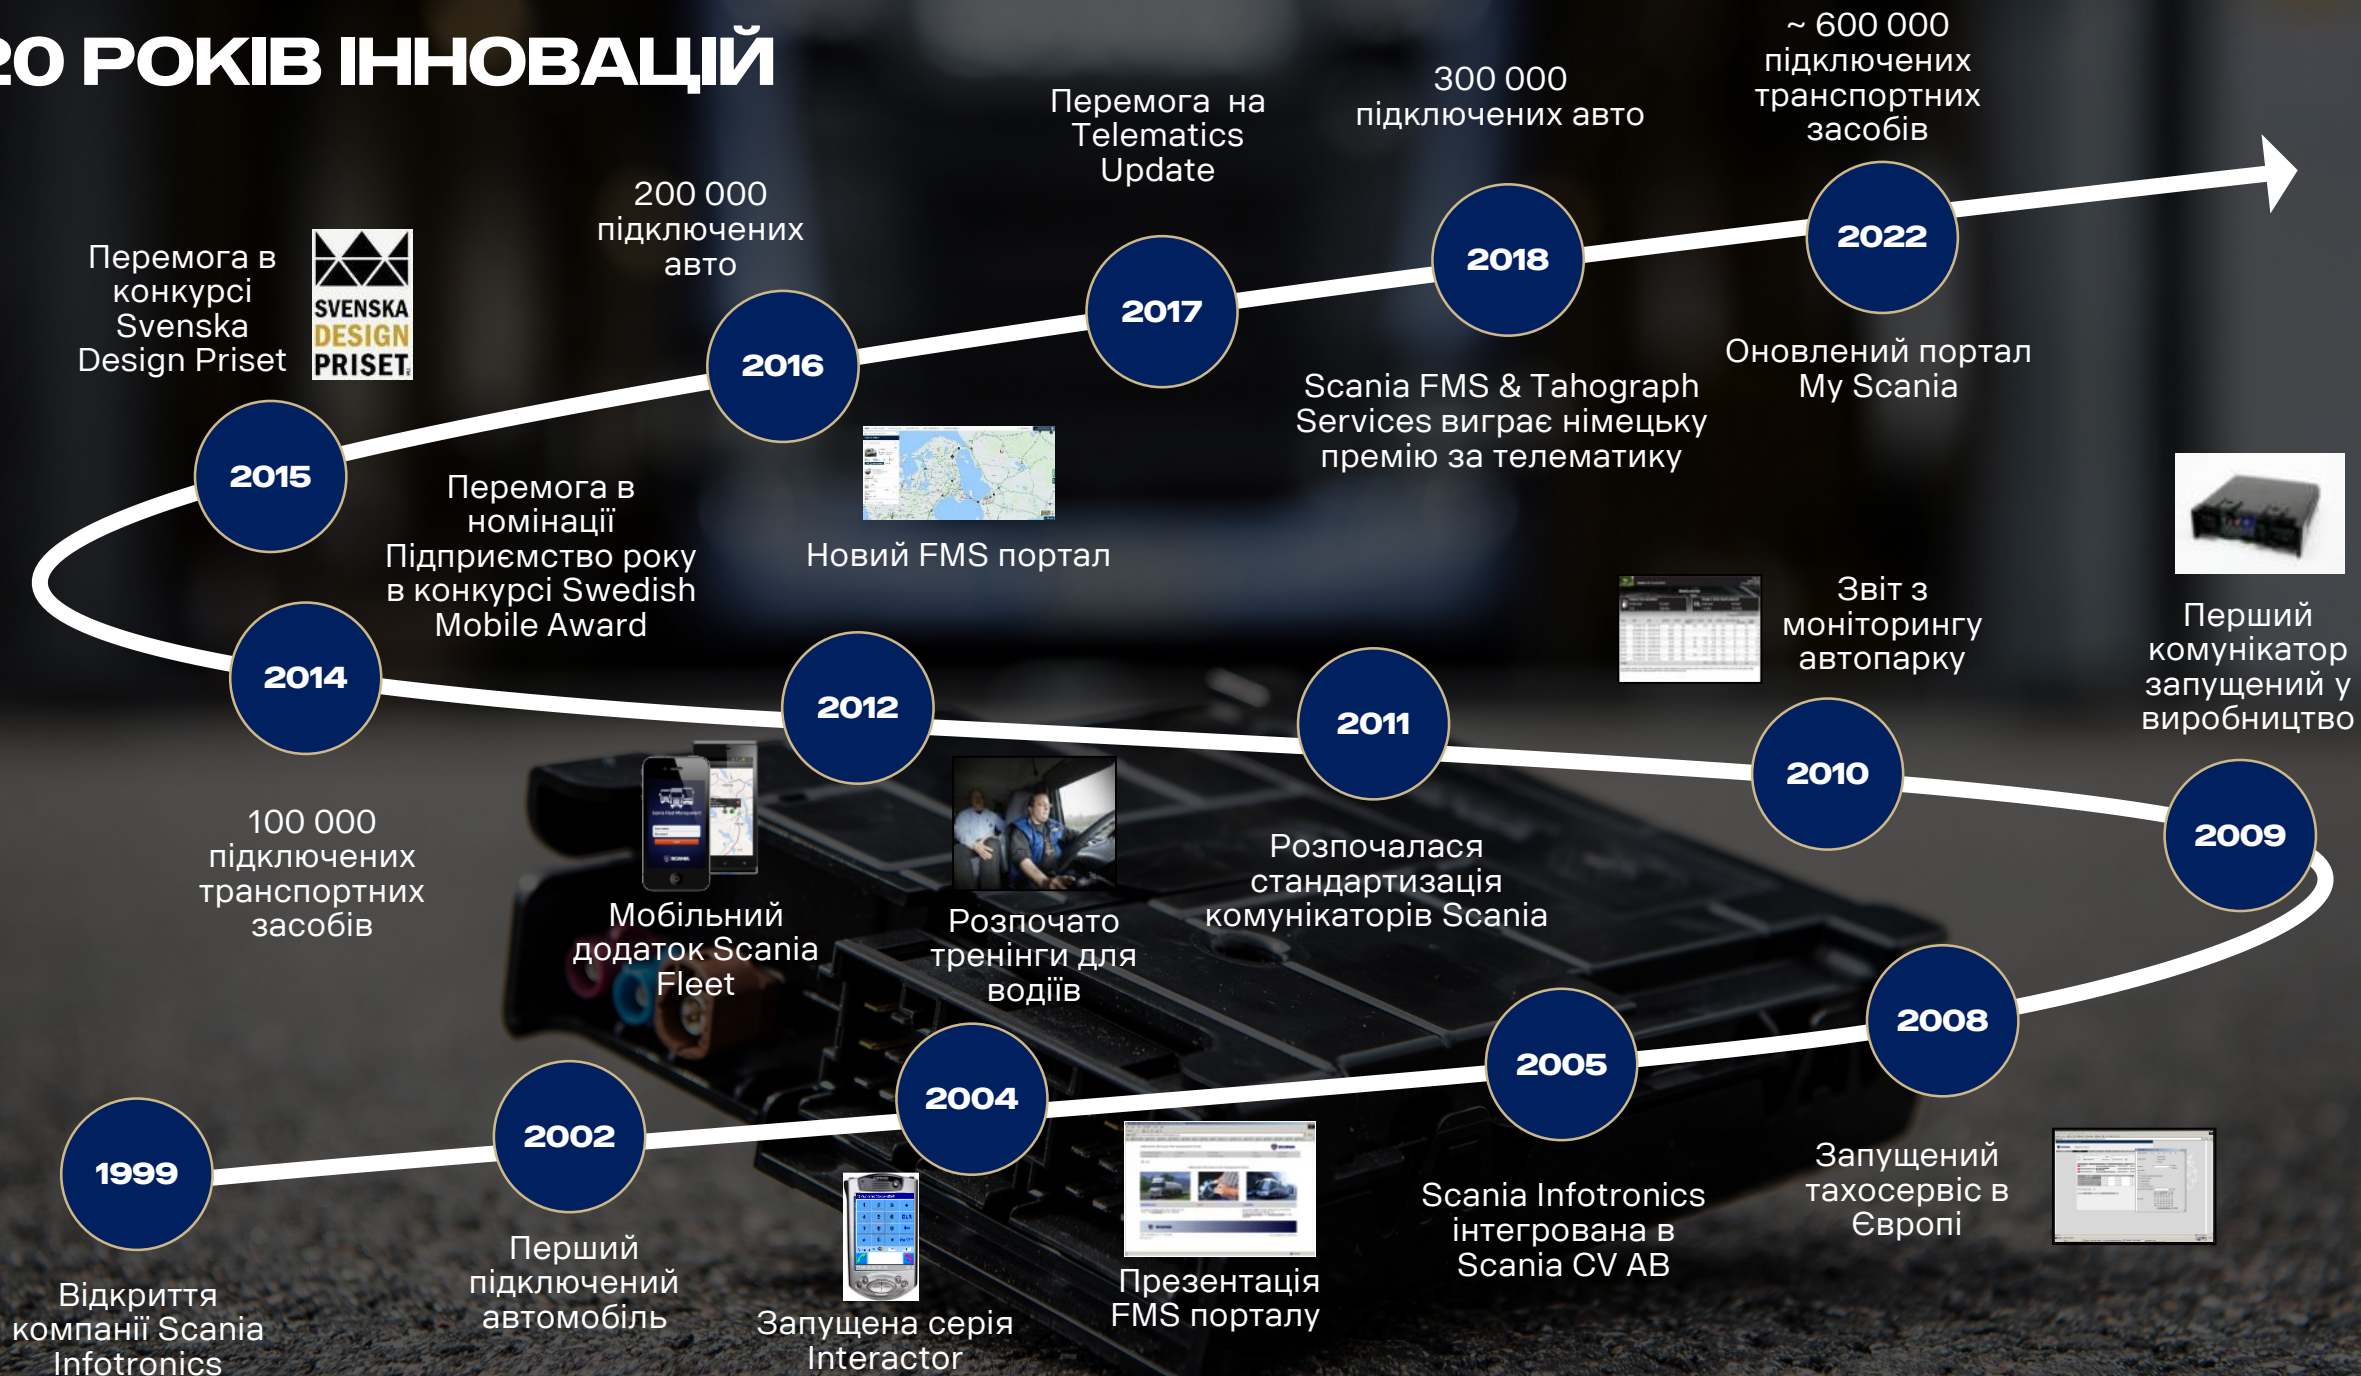 20 РОКІВ ІННОВАЦІЙ
~ 600 000
підключених
транспортних
засобів
300 000
підключених авто
Перемога на
Telematics
Update
200 000
підключених
авто
Перемога в
конкурсі
Svenska
Design Priset
SVENSKA
DESIGN
PRISET
2015
2016
2017
2018
2022
Оновлений портал
My Scania
Scania FMS & Tahograph
Services виграє німецьку
премію за телематику
Новий FMS портал
Перемога в
номінації
Підприємство року
в конкурсі Swedish
Mobile Award
2014
2012
2011
2010
2009
Звіт з
моніторингу
автопарку
Перший
комунікатор
запущений у
виробництво
100 000
підключених
транспортних
засобів
Мобільний
додаток Scania
Fleet
Розпочато
тренінги для
водіїв
Розпочалася
стандартизація
комунікаторів Scania
1999
2002
2004
2005
2008
Відкриття
компанії Scania
Infotronics
Перший
підключений
автомобіль
Запущена серія
Interactor
Презентація
FMS порталу
Scania Infotronics
інтегрована в
Scania CV AB
Запущений
тахосервіс в
Європі